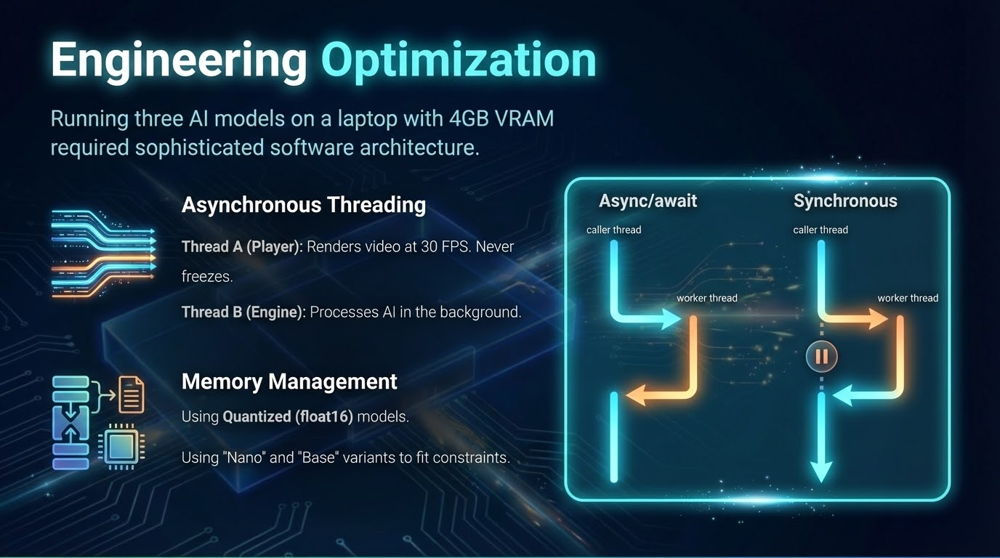 Engineering Optimization
Running three AI models on a laptop with 4GB VRAM
required sophisticated software architecture.
Asynchronous Threading
Thread A (Player): Renders video at 30 FPS. Never
freezes.
Thread B (Engine): Processes AI in the background.
Memory Management
Using Quantized (float16) models.
Using "Nano" and "Base" variants to fit constraints.
Async/await
caller thread
worker thread
Synchronous
caller thread
worker thread